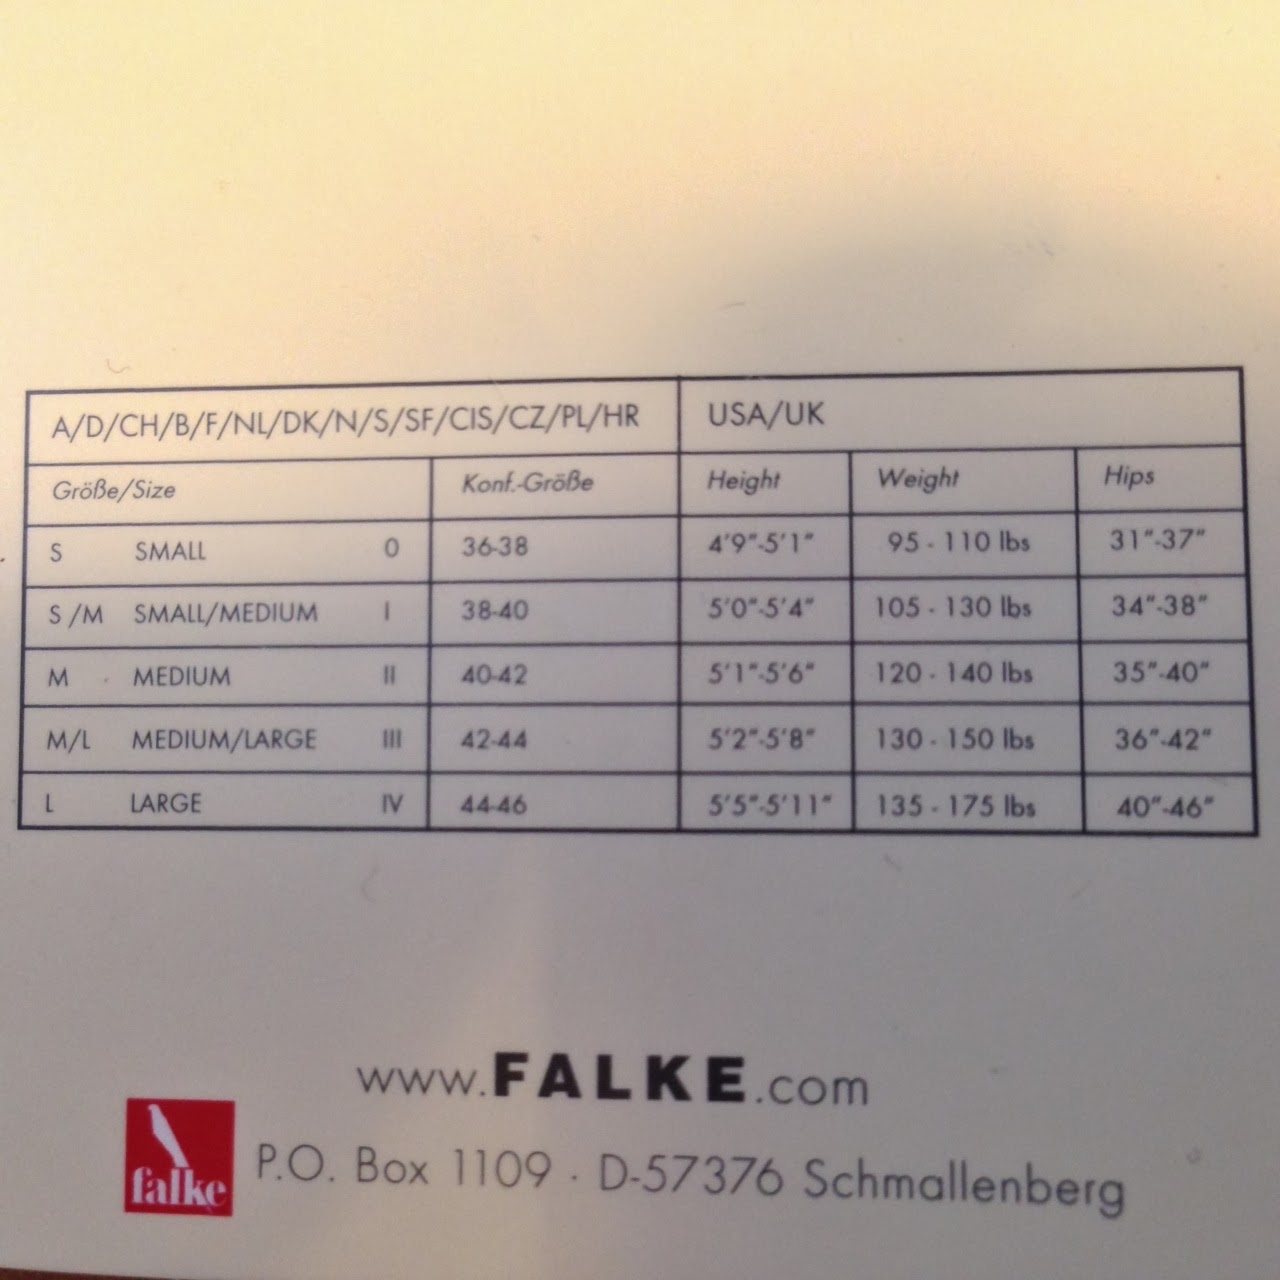 A/D/CH/B/F/NL/DK/N/S/SF/CIS/CZ/PL/HR USA/UK
Größe/Size Konf.-Größe Height Weight Hips
S SMALL 0 36-38 4'9"-5'1" 95 - 110 lbs 31"-37"
S /M SMALL/MEDIUM I 38-40 5'0"-5'4" 105 - 130 lbs 34"-38"
M MEDIUM II 40-42 5'1"-5'6" 120 - 140 lbs 35"-40"
M/L MEDIUM/LARGE III 42-44 5'2"-5'8" 130 - 150 lbs 36"-42"
L LARGE IV 44-46 5'5"-5'11" 135 - 175 lbs 40"-46"
www.FALKE.com
falke
P.O. Box 1109 · D-57376 Schmallenberg